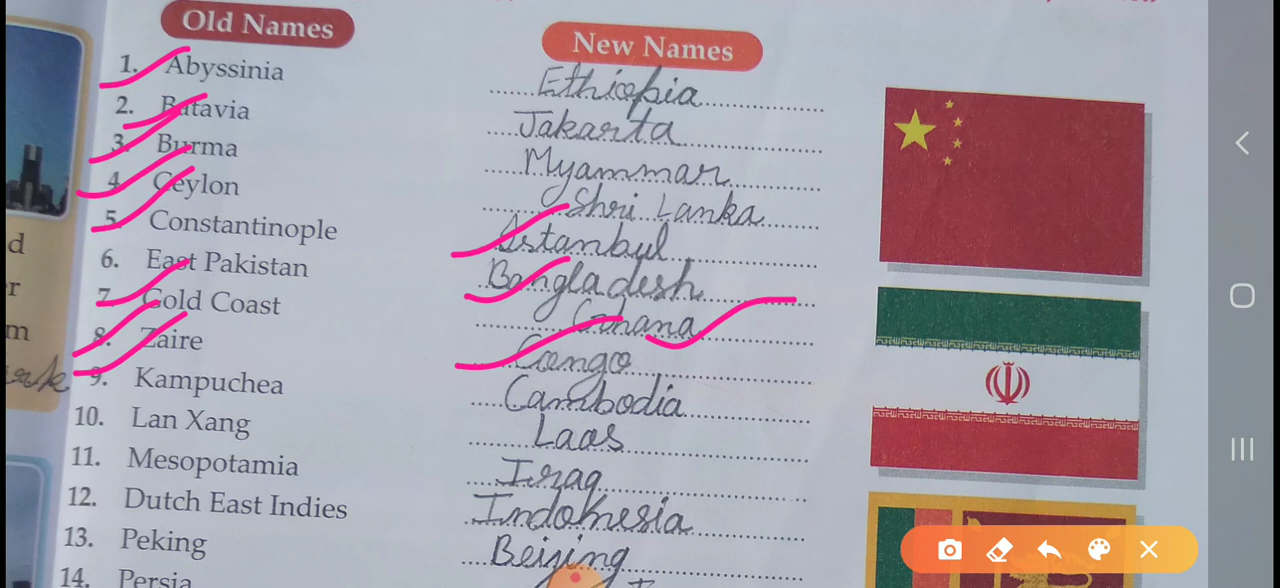 Old Names New Names
1. Abyssinia Ethiopia
2. Batavia Jakarta
3. Burma Myammar
4. Ceylon Shri Lanka
5. Constantinople Istanbul
6. East Pakistan Bangladesh
7. Gold Coast Ghana
8. Zaire Congo
9. Kampuchea Cambodia
10. Lan Xang Laos
11. Mesopotamia Iraq
12. Dutch East Indies Indonesia
13. Peking Beijing
14. Persia
d
r
m